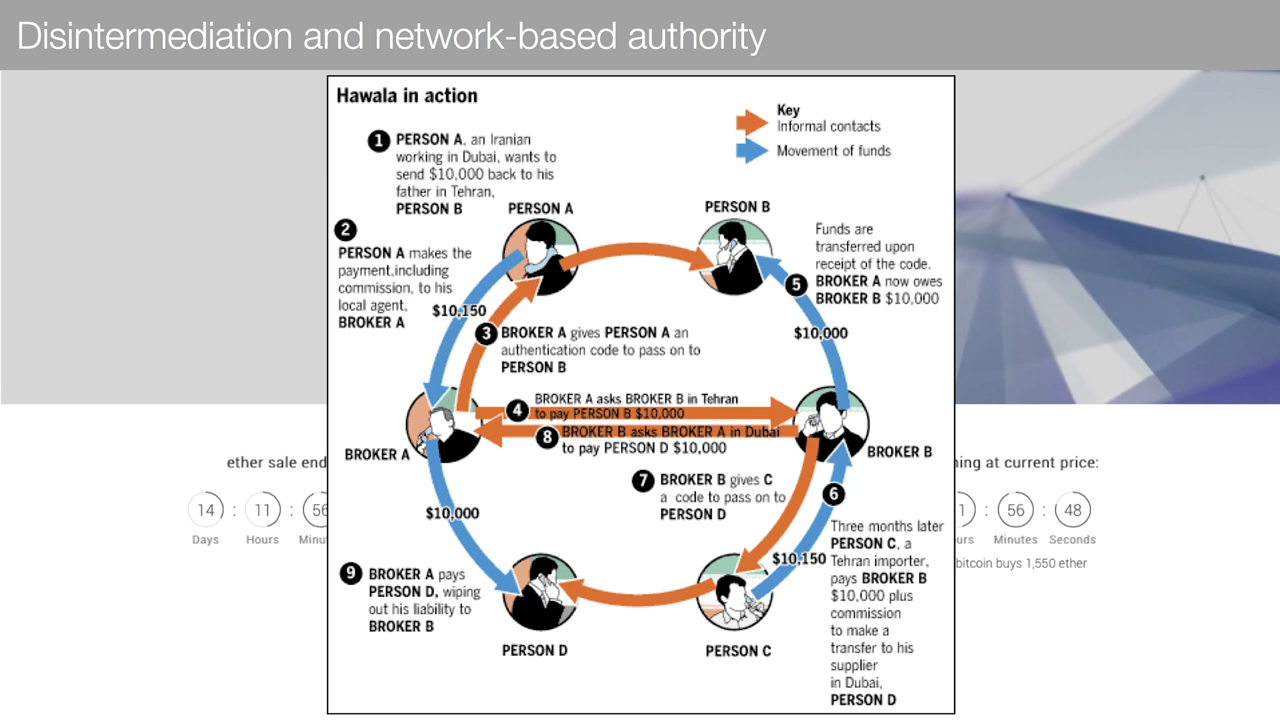 Disintermediation and network-based authority
Hawala in action
Key
Informal contacts
Movement of funds
1
PERSON A, an Iranian
working in Dubai, wants to
send $10,000 back to his
father in Tehran,
PERSON B
PERSON A
PERSON B
2
PERSON A makes the
payment,including
commission, to his
local agent,
BROKER A
$10,150
3
BROKER A gives PERSON A an
authentication code to pass on to
PERSON B
Funds are
transferred upon
receipt of the code.
5
BROKER A now owes
BROKER B $10,000
$10,000
4
BROKER A asks BROKER B in Tehran
to pay PERSON B $10,000
8
BROKER B asks BROKER A in Dubai
to pay PERSON D $10,000
BROKER A
BROKER B
7
BROKER B gives C
a code to pass on to
PERSON D
6
$10,000
$10,150
Three months later
PERSON C, a
Tehran importer,
pays BROKER B
$10,000 plus
commission
to make a
transfer to his
supplier
in Dubai,
PERSON D
9
BROKER A pays
PERSON D, wiping
out his liability to
BROKER B
PERSON D
PERSON C
ether sale end
14 : 11 : 56
Days Hours Minut
ing at current price:
1 : 56 : 48
ours Minutes Seconds
bitcoin buys 1,550 ether